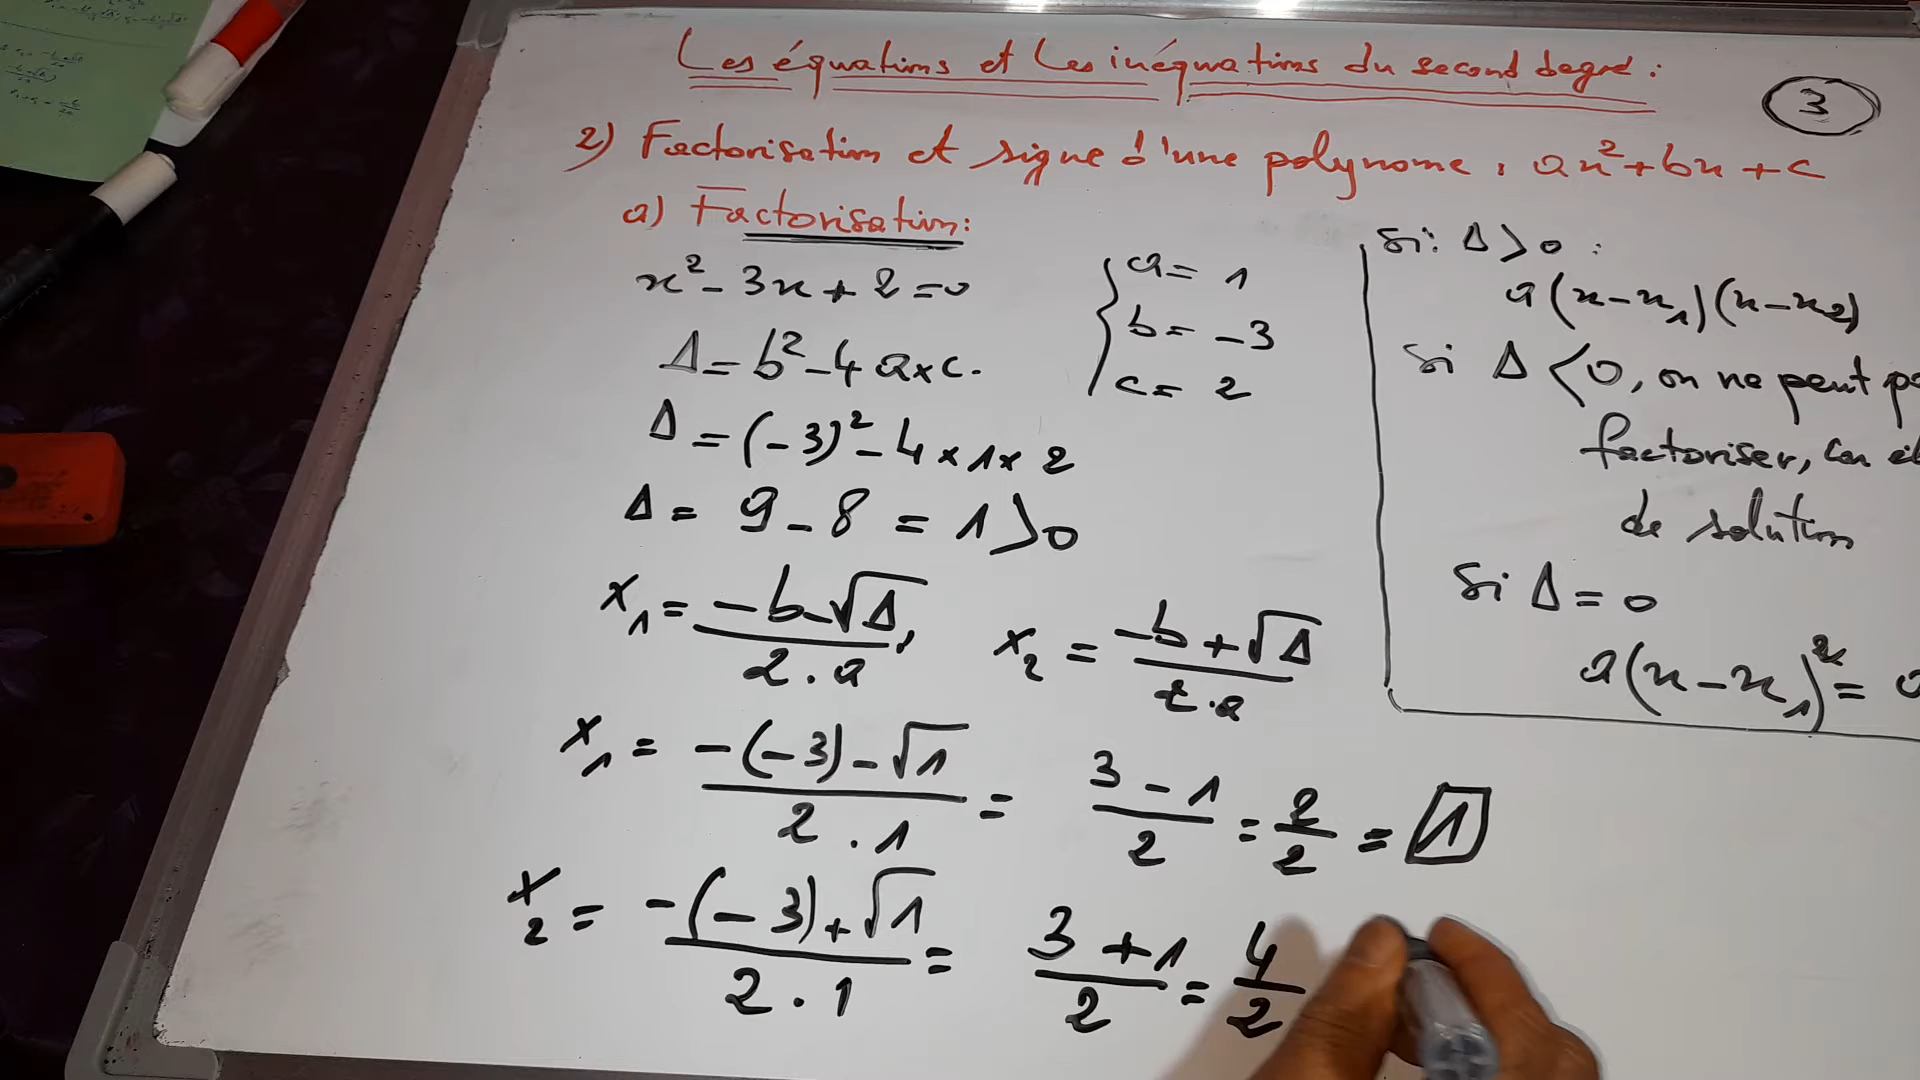 Les équations et les inéquations du second degré :
3
2) Factorisation et signe d'une polynome : ax²+bx+c
a) Factorisation:
x² - 3x + 2 = 0
Δ = b² - 4 a×c.
Δ = (-3)² - 4 × 1 × 2
Δ = 9 - 8 = 1 > 0
x₁ = (-b-√Δ)/(2.a), x₂ = (-b+√Δ)/(2.a)
x₁ = (-(-3)-√1)/(2.1) = (3-1)/2 = 2/2 = 1
x₂ = (-(-3)+√1)/(2.1) = (3+1)/2 = 4/2
{ a = 1
b = -3
c = 2
Si: Δ > 0 :
a(x-x₁)(x-x₂)
Si Δ < 0, on ne peut
factoriser, car
de solution
Si Δ = 0
a(x-x₁)² =